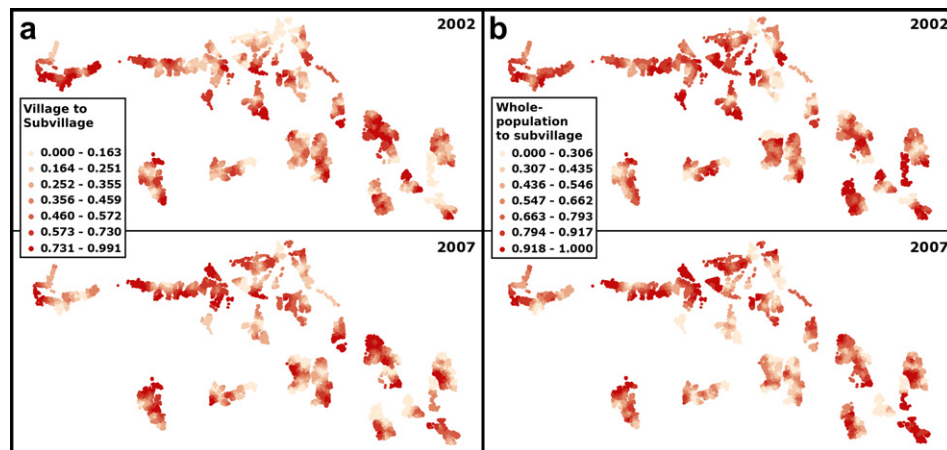 a
2002
Village to
Subvillage
0.000 - 0.163
0.164 - 0.251
0.252 - 0.355
0.356 - 0.459
0.460 - 0.572
0.573 - 0.730
0.731 - 0.991
2007
b
2002
Whole-
population
to subvillage
0.000 - 0.306
0.307 - 0.435
0.436 - 0.546
0.547 - 0.662
0.663 - 0.793
0.794 - 0.917
0.918 - 1.000
2007